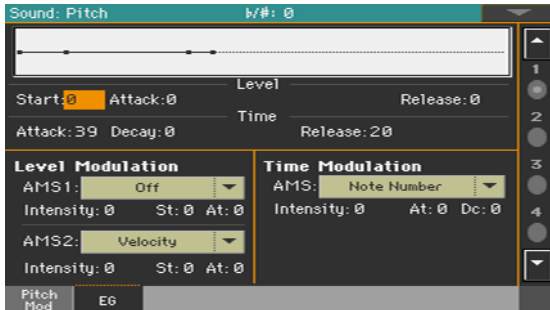 Sound: Pitch ♭/#: 0
Level
Start:0 Attack:0 Release:0
Time
Attack:39 Decay:0 Release:20
Level Modulation
AMS1: Off
Intensity:0 St:0 At:0
AMS2: Velocity
Intensity:0 St:0 At:0
Time Modulation
AMS: Note Number
Intensity:0 At:0 Dc:0
1
2
3
4
Pitch
Mod
EG